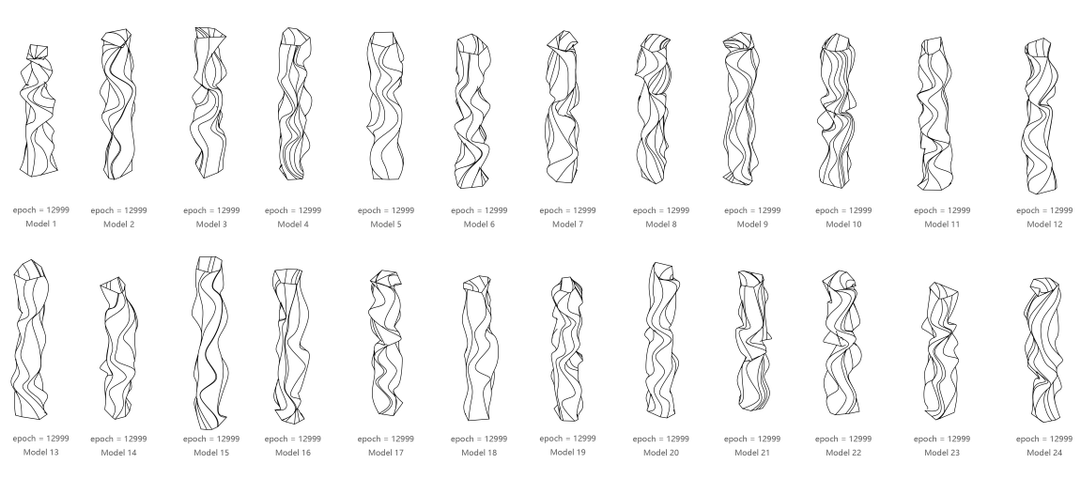 epoch = 12999 epoch = 12999 epoch = 12999 epoch = 12999 epoch = 12999 epoch = 12999 epoch = 12999 epoch = 12999 epoch = 12999 epoch = 12999 epoch = 12999 epoch = 12999
Model 1 Model 2 Model 3 Model 4 Model 5 Model 6 Model 7 Model 8 Model 9 Model 10 Model 11 Model 12
epoch = 12999 epoch = 12999 epoch = 12999 epoch = 12999 epoch = 12999 epoch = 12999 epoch = 12999 epoch = 12999 epoch = 12999 epoch = 12999 epoch = 12999 epoch = 12999
Model 13 Model 14 Model 15 Model 16 Model 17 Model 18 Model 19 Model 20 Model 21 Model 22 Model 23 Model 24